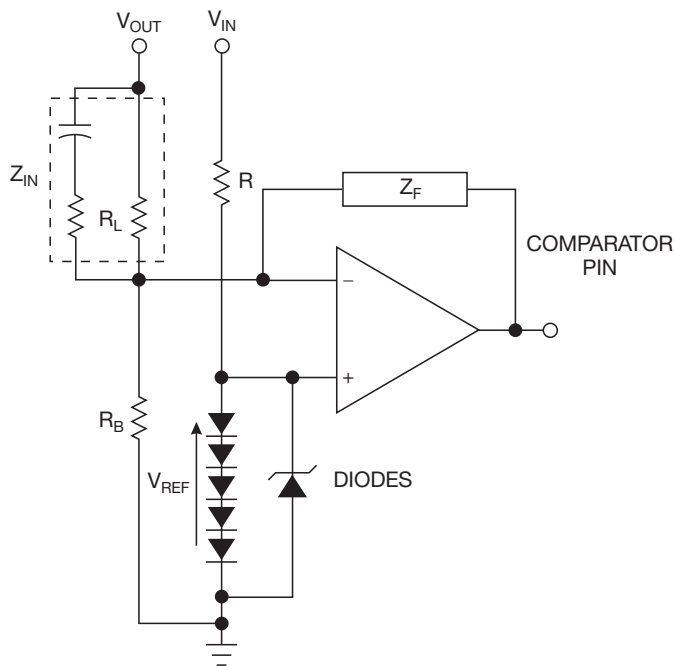 V_OUT
V_IN
Z_IN
R_L
R
Z_F
COMPARATOR
PIN
−
+
R_B
V_REF
DIODES